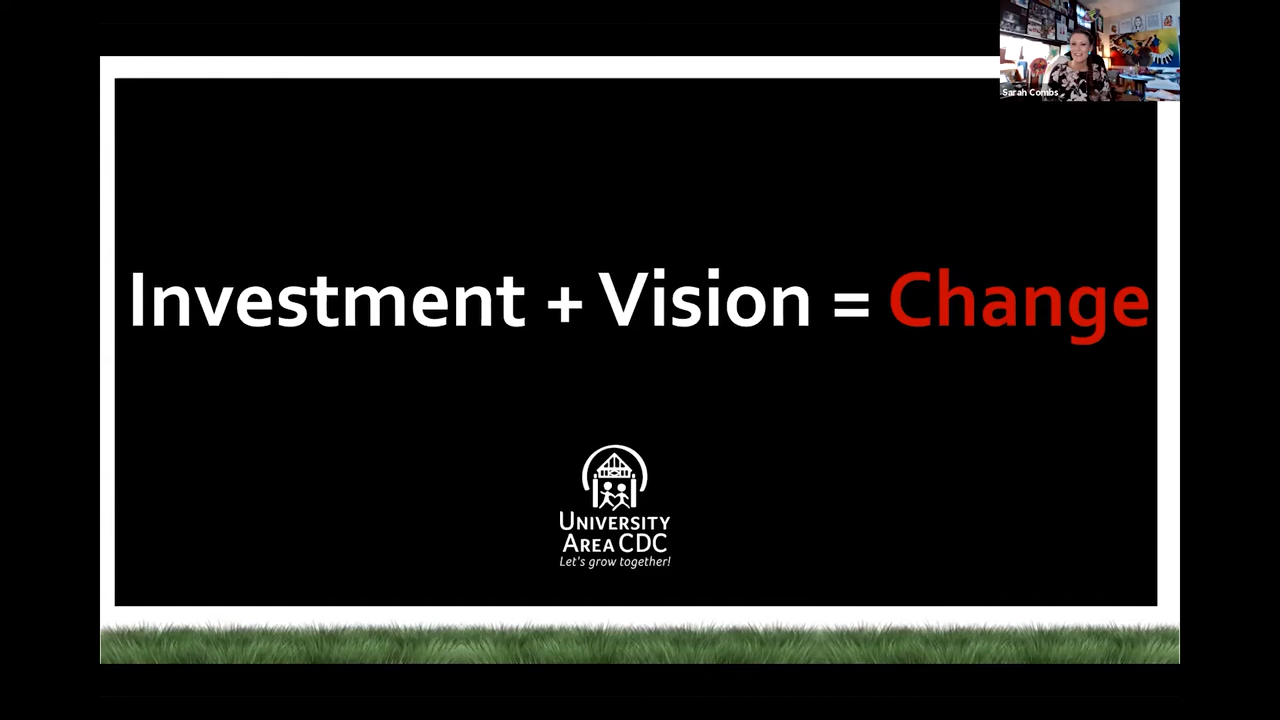 Sarah Combs
Investment + Vision = Change
University
Area CDC
Let's grow together!